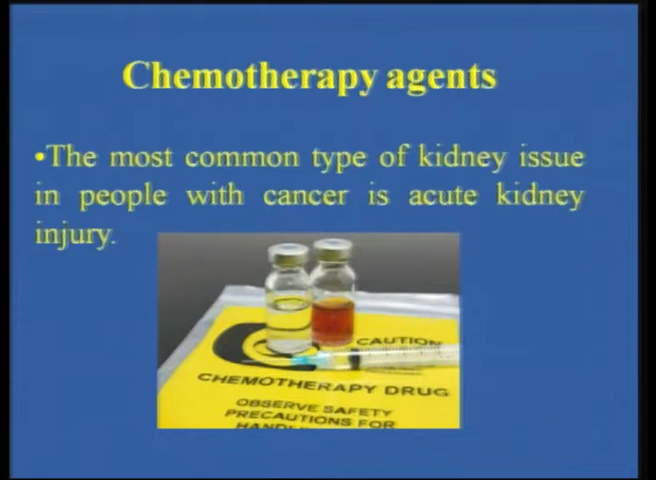 Chemotherapy agents
•The most common type of kidney issue
in people with cancer is acute kidney
injury.
CAUTION
CHEMOTHERAPY DRUG
OBSERVE SAFETY
PRECAUTIONS FOR